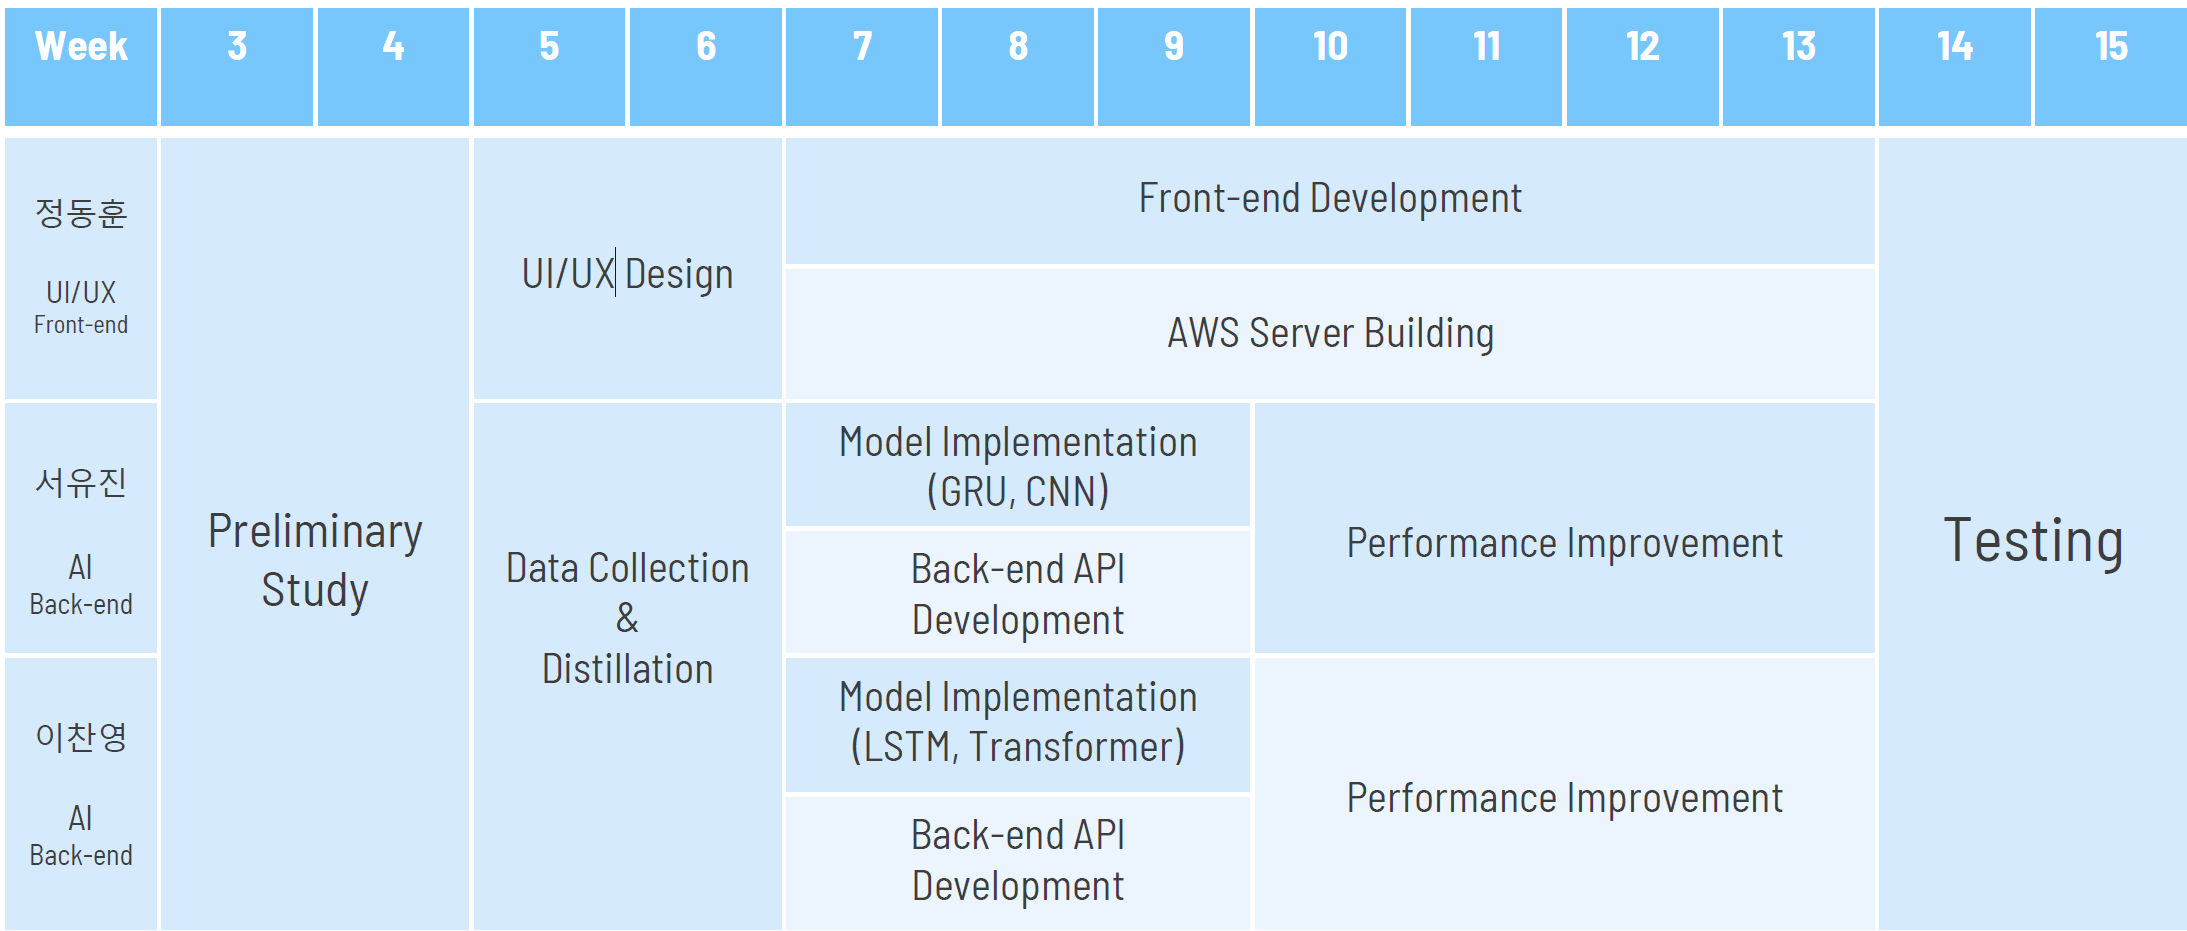 Week 3 4 5 6 7 8 9 10 11 12 13 14 15
정동훈
UI/UX
Front-end
Preliminary
Study
UI/UX Design
Front-end Development
AWS Server Building
Testing
서유진
AI
Back-end
Data Collection
&
Distillation
Model Implementation
(GRU, CNN)
Back-end API
Development
Performance Improvement
이찬영
AI
Back-end
Model Implementation
(LSTM, Transformer)
Back-end API
Development
Performance Improvement